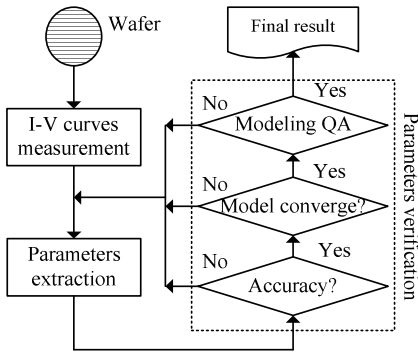 Wafer
Final result
I-V curves
measurement
No
Yes
Modeling QA
No
Yes
Model converge?
Parameters
extraction
No
Yes
Accuracy?
Parameters verification